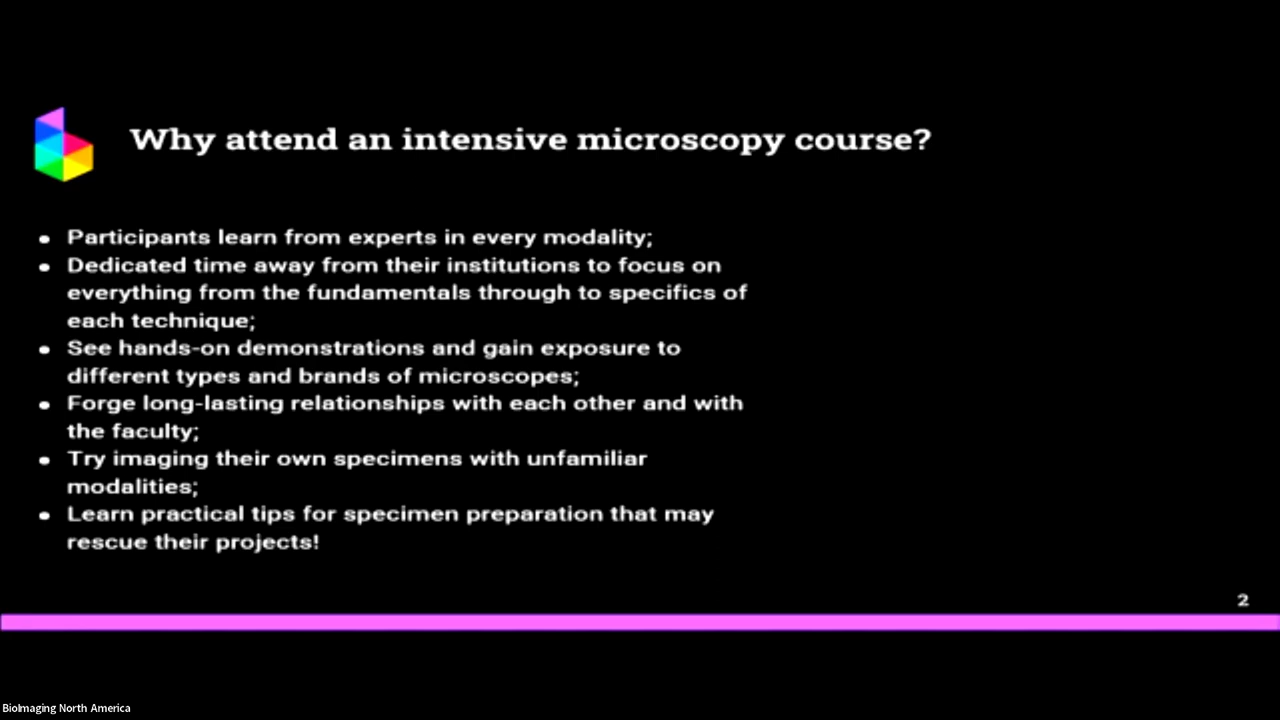 Why attend an intensive microscopy course?
• Participants learn from experts in every modality;
• Dedicated time away from their institutions to focus on
everything from the fundamentals through to specifics of
each technique;
• See hands-on demonstrations and gain exposure to
different types and brands of microscopes;
• Forge long-lasting relationships with each other and with
the faculty;
• Try imaging their own specimens with unfamiliar
modalities;
• Learn practical tips for specimen preparation that may
rescue their projects!
2
BioImaging North America